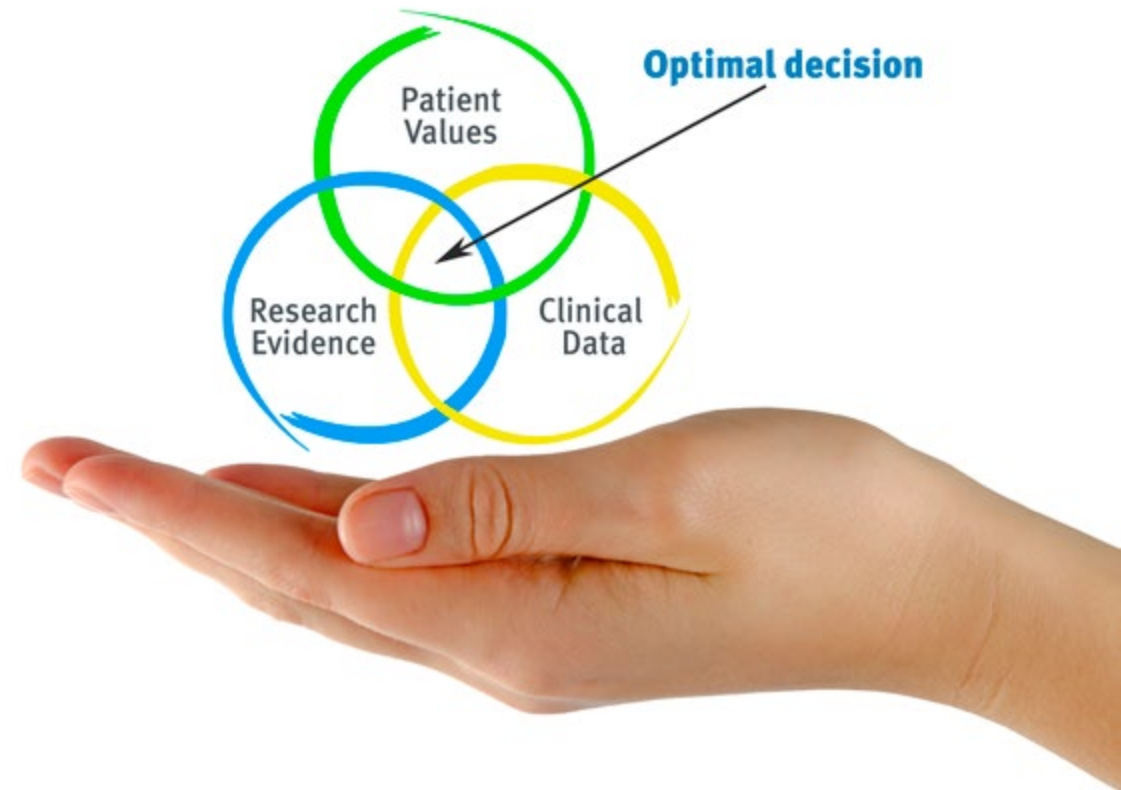 Optimal decision
Patient
Values
Research
Evidence
Clinical
Data